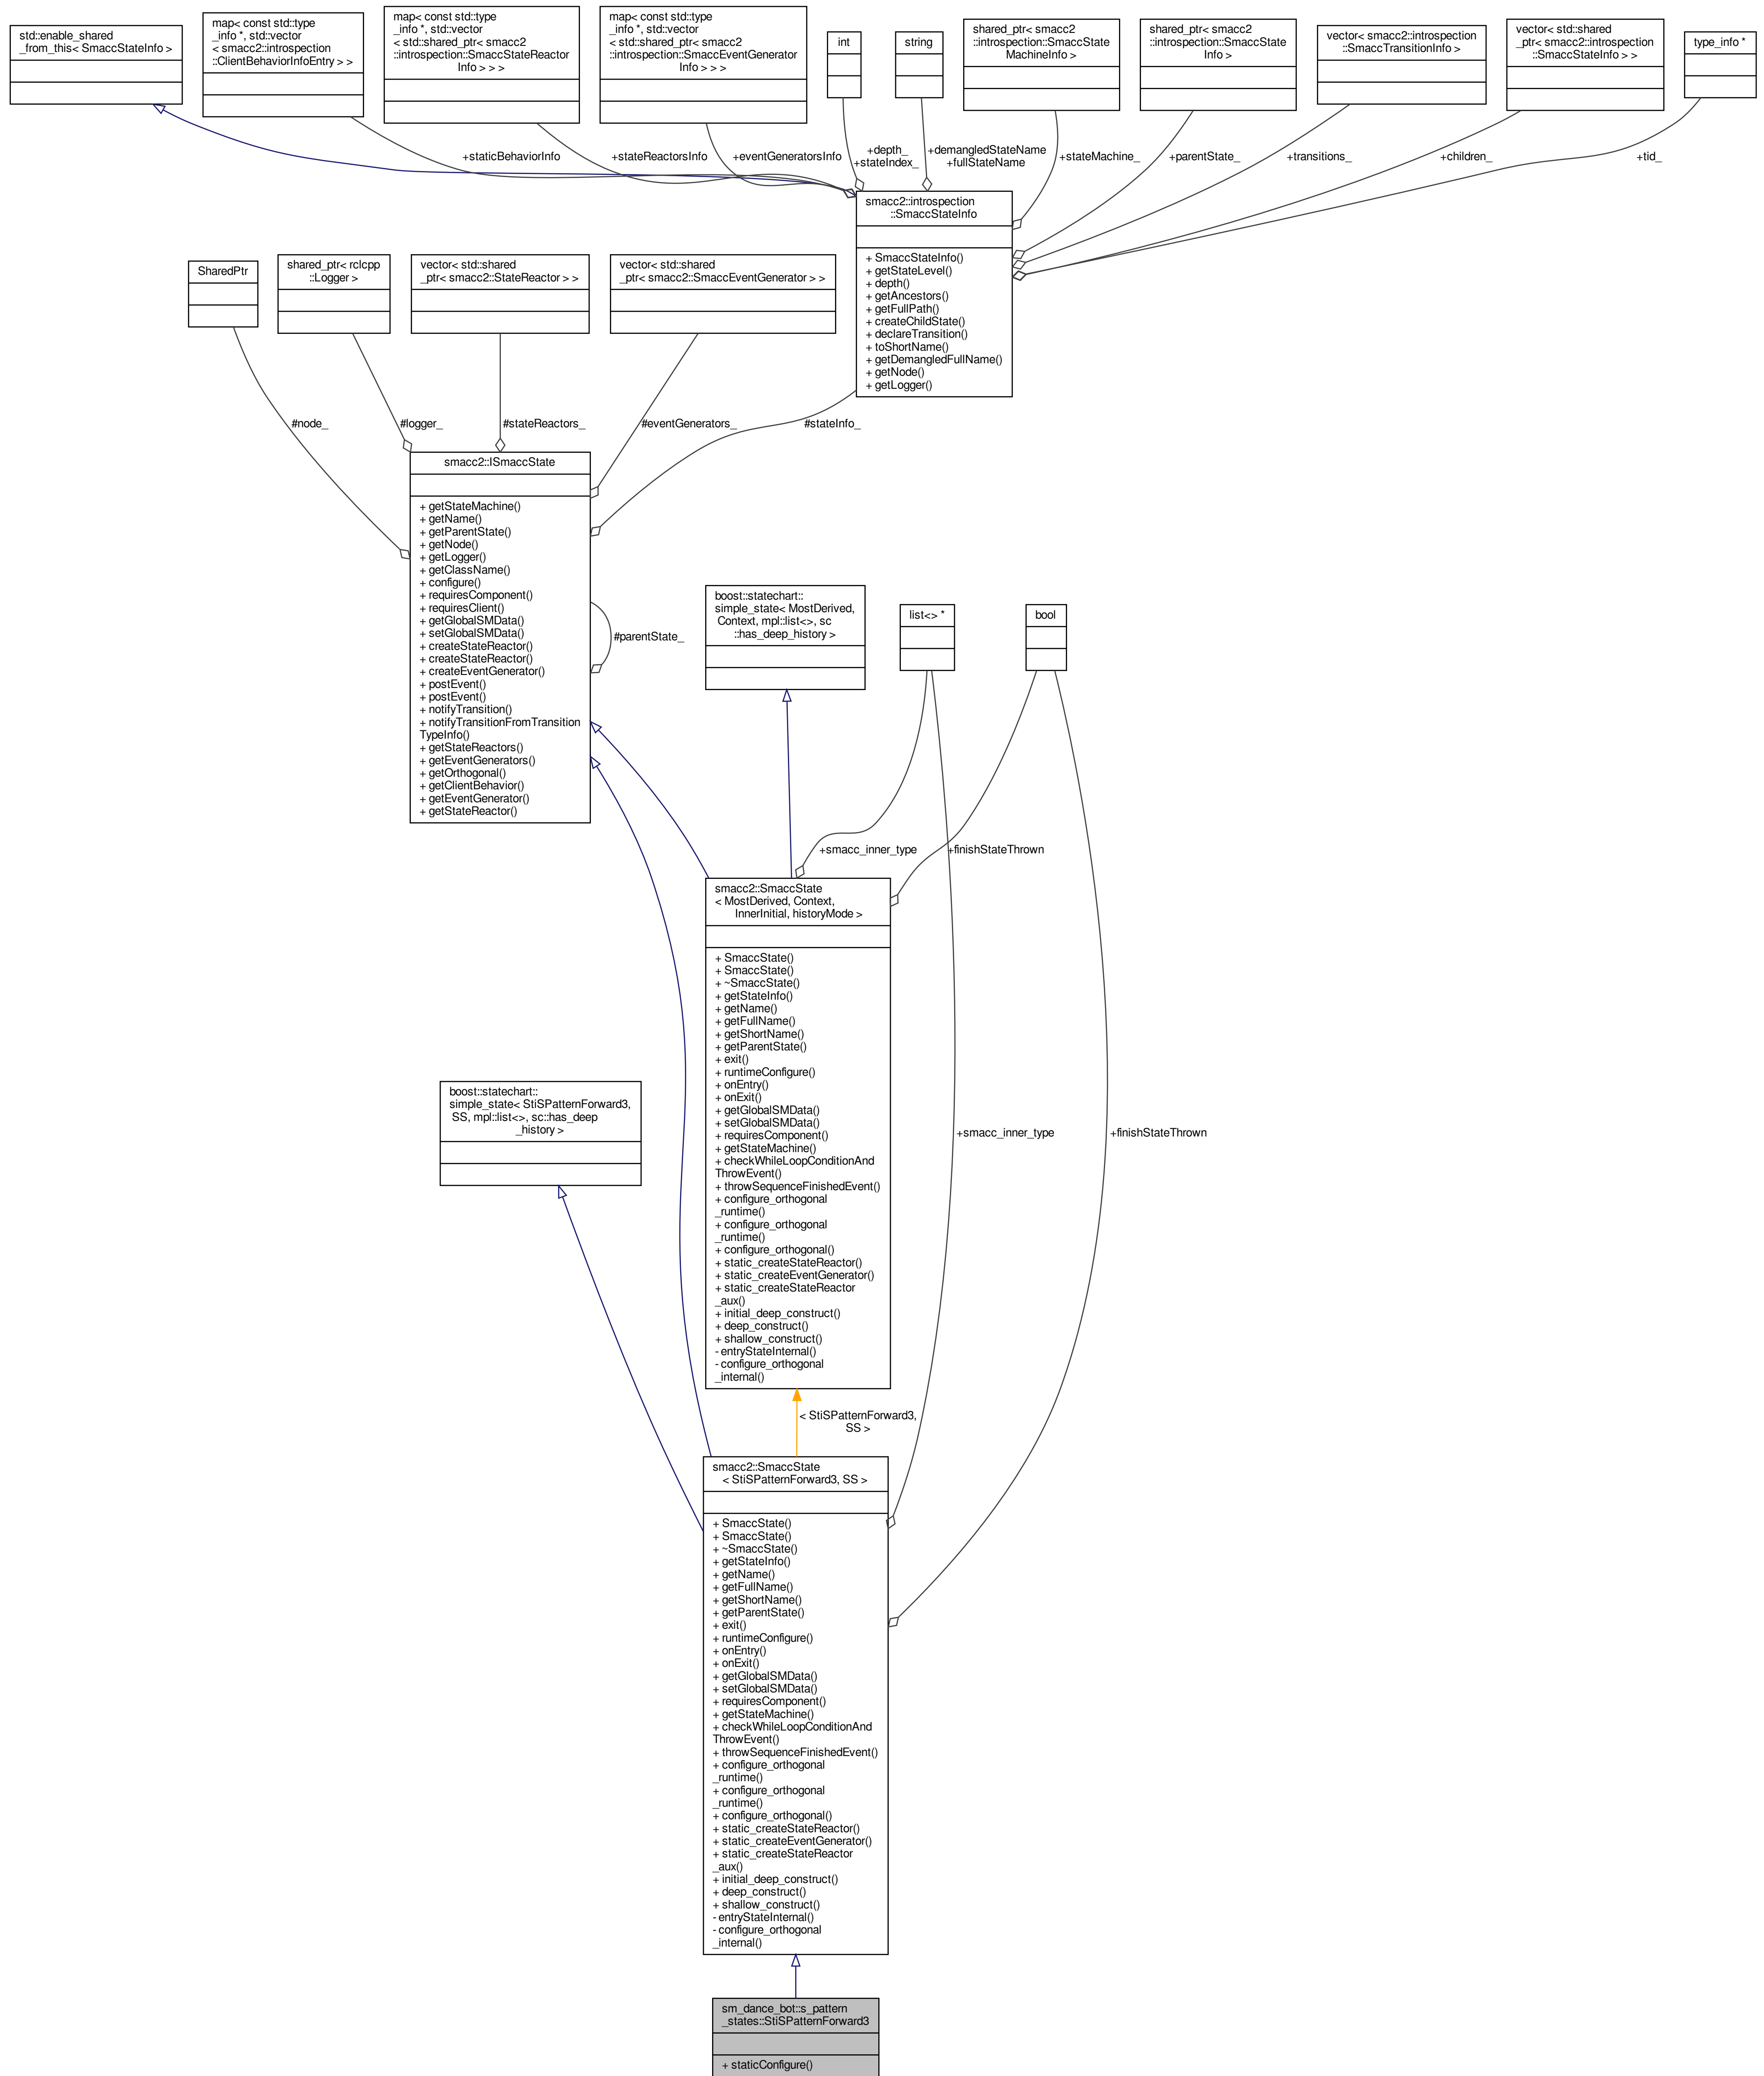 std::enable_shared
_from_this< SmaccStateInfo >
map< const std::type
_info *, std::vector
< smacc2::introspection
::ClientBehaviorInfoEntry > >
map< const std::type
_info *, std::vector
< std::shared_ptr< smacc2
::introspection::SmaccStateReactor
Info > > >
map< const std::type
_info *, std::vector
< std::shared_ptr< smacc2
::introspection::SmaccEventGenerator
Info > > >
int
string
shared_ptr< smacc2
::introspection::SmaccState
MachineInfo >
shared_ptr< smacc2
::introspection::SmaccState
Info >
vector< smacc2::introspection
::SmaccTransitionInfo >
vector< std::shared
_ptr< smacc2::introspection
::SmaccStateInfo > >
type_info *
+staticBehaviorInfo
+stateReactorsInfo
+eventGeneratorsInfo
+depth_
+stateIndex_
+demangledStateName
+fullStateName
+stateMachine_
+parentState_
+transitions_
+children_
+tid_
smacc2::introspection
::SmaccStateInfo
+ SmaccStateInfo()
+ getStateLevel()
+ depth()
+ getAncestors()
+ getFullPath()
+ createChildState()
+ declareTransition()
+ toShortName()
+ getDemangledFullName()
+ getNode()
+ getLogger()
SharedPtr
shared_ptr< rclcpp
::Logger >
vector< std::shared
_ptr< smacc2::StateReactor > >
vector< std::shared
_ptr< smacc2::SmaccEventGenerator > >
#node_
#logger_
#stateReactors_
#eventGenerators_
#stateInfo_
smacc2::ISmaccState
+ getStateMachine()
+ getName()
+ getParentState()
+ getNode()
+ getLogger()
+ getClassName()
+ configure()
+ requiresComponent()
+ requiresClient()
+ getGlobalSMData()
+ setGlobalSMData()
+ createStateReactor()
+ createStateReactor()
+ createEventGenerator()
+ postEvent()
+ postEvent()
+ notifyTransition()
+ notifyTransitionFromTransition
TypeInfo()
+ getStateReactors()
+ getEventGenerators()
+ getOrthogonal()
+ getClientBehavior()
+ getEventGenerator()
+ getStateReactor()
#parentState_
boost::statechart::
simple_state< MostDerived,
Context, mpl::list<>, sc
::has_deep_history >
list<> *
bool
+smacc_inner_type
+finishStateThrown
smacc2::SmaccState
< MostDerived, Context,
InnerInitial, historyMode >
+ SmaccState()
+ SmaccState()
+ ~SmaccState()
+ getStateInfo()
+ getName()
+ getFullName()
+ getShortName()
+ getParentState()
+ exit()
+ runtimeConfigure()
+ onEntry()
+ onExit()
+ getGlobalSMData()
+ setGlobalSMData()
+ requiresComponent()
+ getStateMachine()
+ checkWhileLoopConditionAnd
ThrowEvent()
+ throwSequenceFinishedEvent()
+ configure_orthogonal
_runtime()
+ configure_orthogonal
_runtime()
+ configure_orthogonal()
+ static_createStateReactor()
+ static_createEventGenerator()
+ static_createStateReactor
_aux()
+ initial_deep_construct()
+ deep_construct()
+ shallow_construct()
- entryStateInternal()
- configure_orthogonal
_internal()
boost::statechart::
simple_state< StiSPatternForward3,
SS, mpl::list<>, sc::has_deep
_history >
+smacc_inner_type
+finishStateThrown
< StiSPatternForward3,
SS >
smacc2::SmaccState
< StiSPatternForward3, SS >
+ SmaccState()
+ SmaccState()
+ ~SmaccState()
+ getStateInfo()
+ getName()
+ getFullName()
+ getShortName()
+ getParentState()
+ exit()
+ runtimeConfigure()
+ onEntry()
+ onExit()
+ getGlobalSMData()
+ setGlobalSMData()
+ requiresComponent()
+ getStateMachine()
+ checkWhileLoopConditionAnd
ThrowEvent()
+ throwSequenceFinishedEvent()
+ configure_orthogonal
_runtime()
+ configure_orthogonal
_runtime()
+ configure_orthogonal()
+ static_createStateReactor()
+ static_createEventGenerator()
+ static_createStateReactor
_aux()
+ initial_deep_construct()
+ deep_construct()
+ shallow_construct()
- entryStateInternal()
- configure_orthogonal
_internal()
sm_dance_bot::s_pattern
_states::StiSPatternForward3
+ staticConfigure()